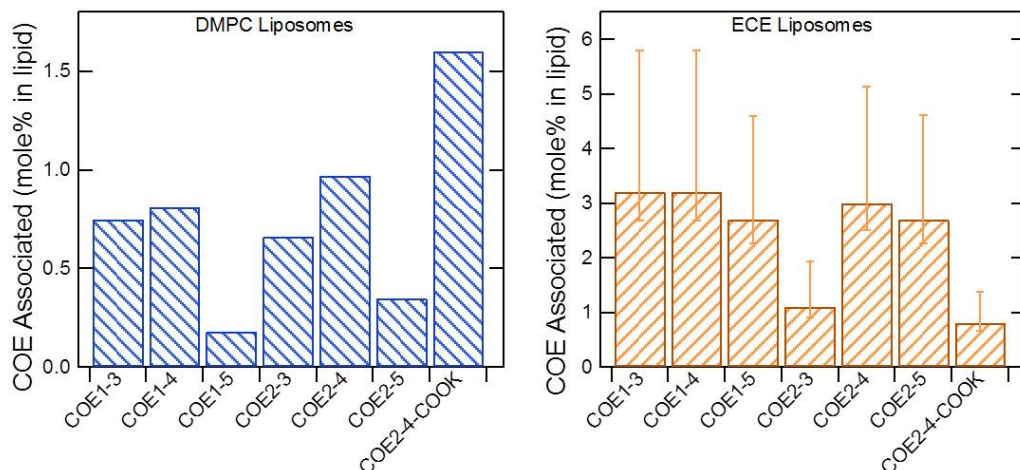 DMPC Liposomes
COE Associated (mole% in lipid)
1.5
1.0
0.5
0.0
COE1-3
COE1-4
COE1-5
COE2-3
COE2-4
COE2-5
COE2-4-COOK
ECE Liposomes
COE Associated (mole% in lipid)
6
5
4
3
2
1
0
COE1-3
COE1-4
COE1-5
COE2-3
COE2-4
COE2-5
COE2-4-COOK